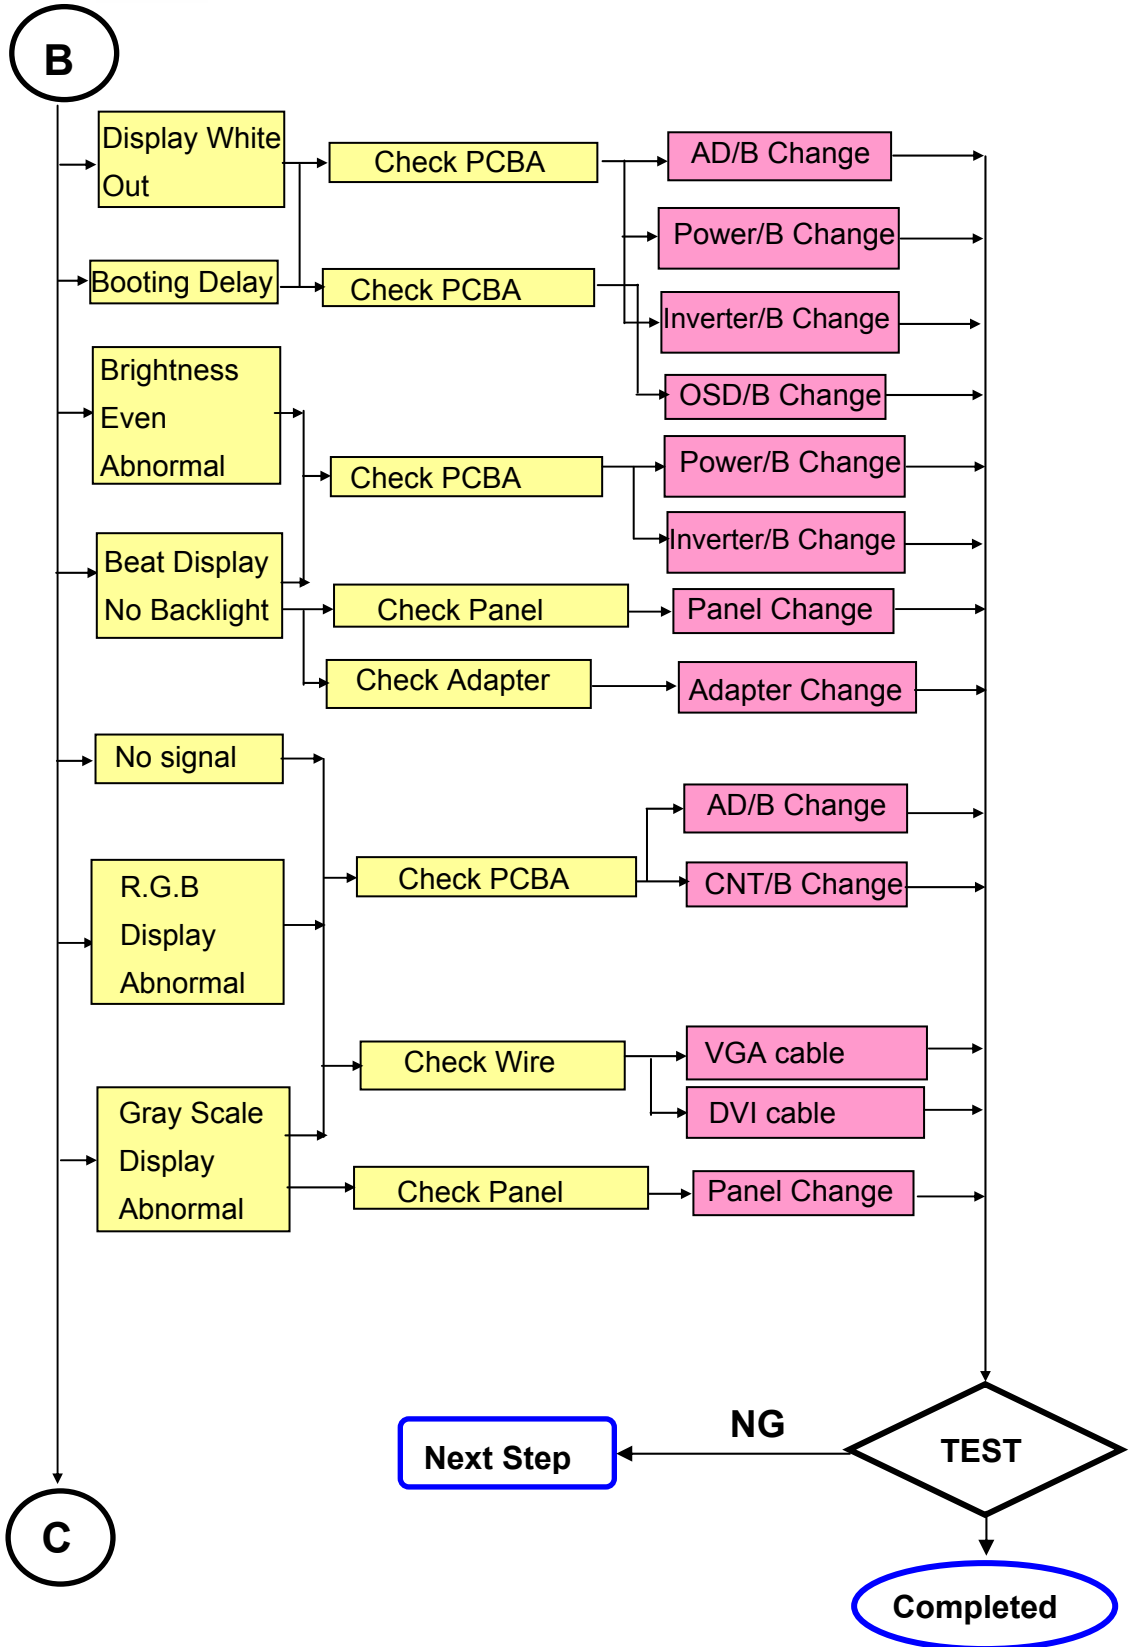 B
Display White
Out
Check PCBA
AD/B Change
Power/B Change
Booting Delay
Check PCBA
Inverter/B Change
OSD/B Change
Brightness
Even
Abnormal
Check PCBA
Power/B Change
Inverter/B Change
Beat Display
No Backlight
Check Panel
Panel Change
Check Adapter
Adapter Change
No signal
AD/B Change
R.G.B
Display
Abnormal
Check PCBA
CNT/B Change
Check Wire
VGA cable
DVI cable
Gray Scale
Display
Abnormal
Check Panel
Panel Change
NG
TEST
Next Step
C
Completed